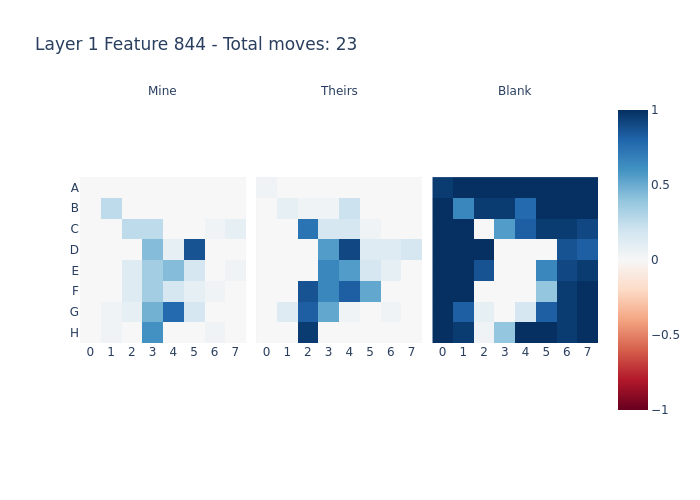 Layer 1 Feature 844 - Total moves: 23
Mine Theirs Blank
A
B
C
D
E
F
G
H
0 1 2 3 4 5 6 7 0 1 2 3 4 5 6 7 0 1 2 3 4 5 6 7
1
0.5
0
−0.5
−1